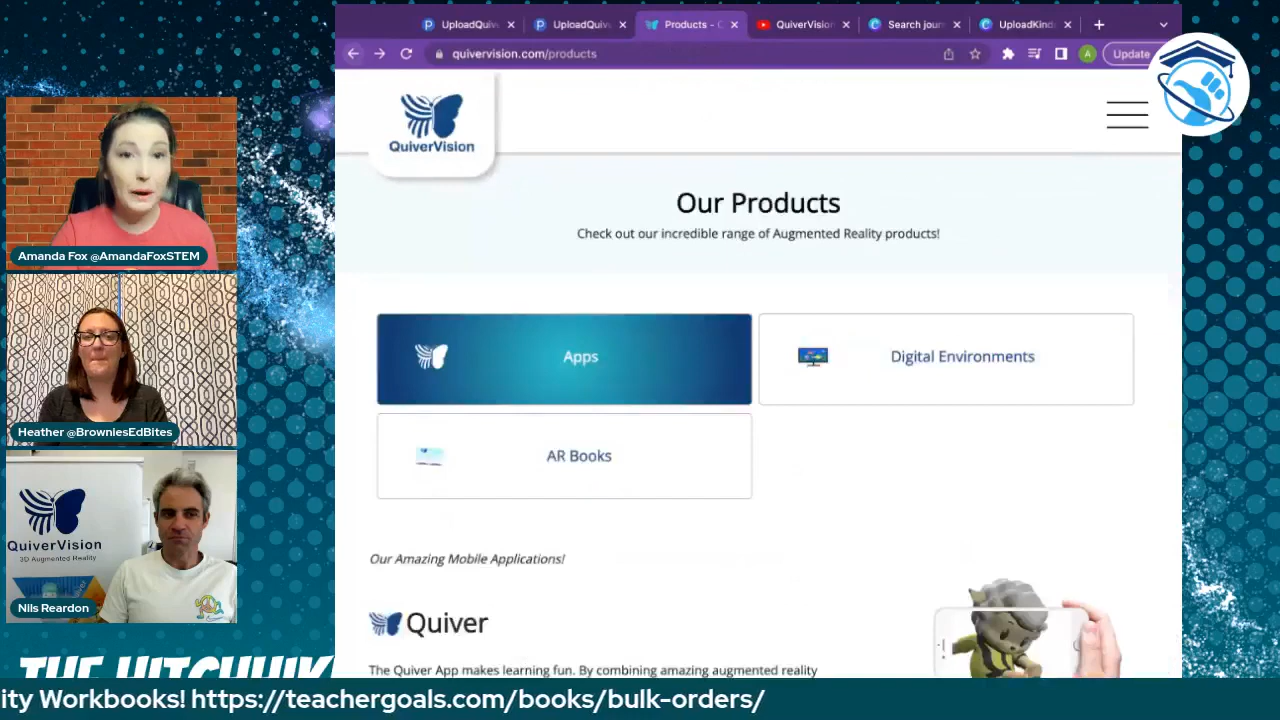 UploadQuiv
UploadQuiv
Products - C
QuiverVision
Search jour
UploadKind
quivervision.com/products
A
Update
QuiverVision
Our Products
Check out our incredible range of Augmented Reality products!
Apps
Digital Environments
AR Books
Our Amazing Mobile Applications!
Quiver
The Quiver App makes learning fun. By combining amazing augmented reality
Amanda Fox @AmandaFoxSTEM
Heather @BrowniesEdBites
QuiverVision
3D Augmented Reality
Nils Reardon
THE HITCHHIK
ity Workbooks! https://teachergoals.com/books/bulk-orders/